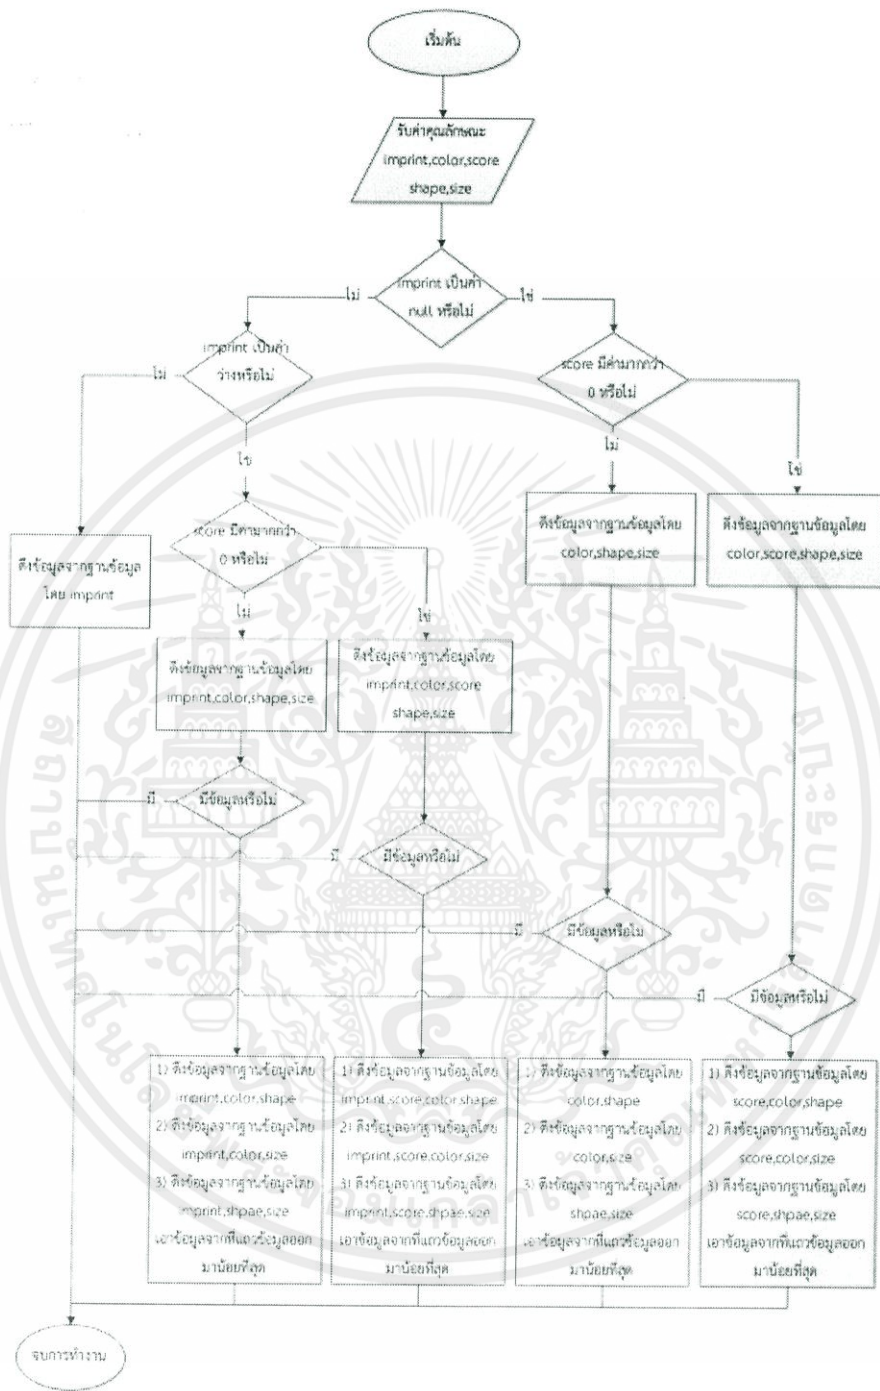 เริ่มต้น
รับค่าคุณลักษณะ
imprint,color,score
shape,size
imprint เป็นค่า
null หรือไม่
ไม่
ใช่
imprint เป็นค่า
ว่างหรือไม่
score มีค่ามากกว่า
0 หรือไม่
ไม่
ใช่
ไม่
ใช่
ดึงข้อมูลจากฐานข้อมูล
โดย imprint
score มีค่ามากกว่า
0 หรือไม่
ดึงข้อมูลจากฐานข้อมูลโดย
color,shape,size
ดึงข้อมูลจากฐานข้อมูลโดย
color,score,shape,size
ไม่
ใช่
ดึงข้อมูลจากฐานข้อมูลโดย
imprint,color,shape,size
ดึงข้อมูลจากฐานข้อมูลโดย
imprint,color,score
shape,size
มี
มีข้อมูลหรือไม่
มี
มีข้อมูลหรือไม่
มี
มีข้อมูลหรือไม่
มี
มีข้อมูลหรือไม่
1) ดึงข้อมูลจากฐานข้อมูลโดย
imprint,color,shape
2) ดึงข้อมูลจากฐานข้อมูลโดย
imprint,color,size
3) ดึงข้อมูลจากฐานข้อมูลโดย
imprint,shpae,size
เอาข้อมูลจากที่แถวข้อมูลออก
มาน้อยที่สุด
1) ดึงข้อมูลจากฐานข้อมูลโดย
imprint,score,color,shape
2) ดึงข้อมูลจากฐานข้อมูลโดย
imprint,score,color,size
3) ดึงข้อมูลจากฐานข้อมูลโดย
imprint,score,shpae,size
เอาข้อมูลจากที่แถวข้อมูลออก
มาน้อยที่สุด
1) ดึงข้อมูลจากฐานข้อมูลโดย
color,shape
2) ดึงข้อมูลจากฐานข้อมูลโดย
color,size
3) ดึงข้อมูลจากฐานข้อมูลโดย
shpae,size
เอาข้อมูลจากที่แถวข้อมูลออก
มาน้อยที่สุด
1) ดึงข้อมูลจากฐานข้อมูลโดย
score,color,shape
2) ดึงข้อมูลจากฐานข้อมูลโดย
score,color,size
3) ดึงข้อมูลจากฐานข้อมูลโดย
score,shpae,size
เอาข้อมูลจากที่แถวข้อมูลออก
มาน้อยที่สุด
จบการทำงาน